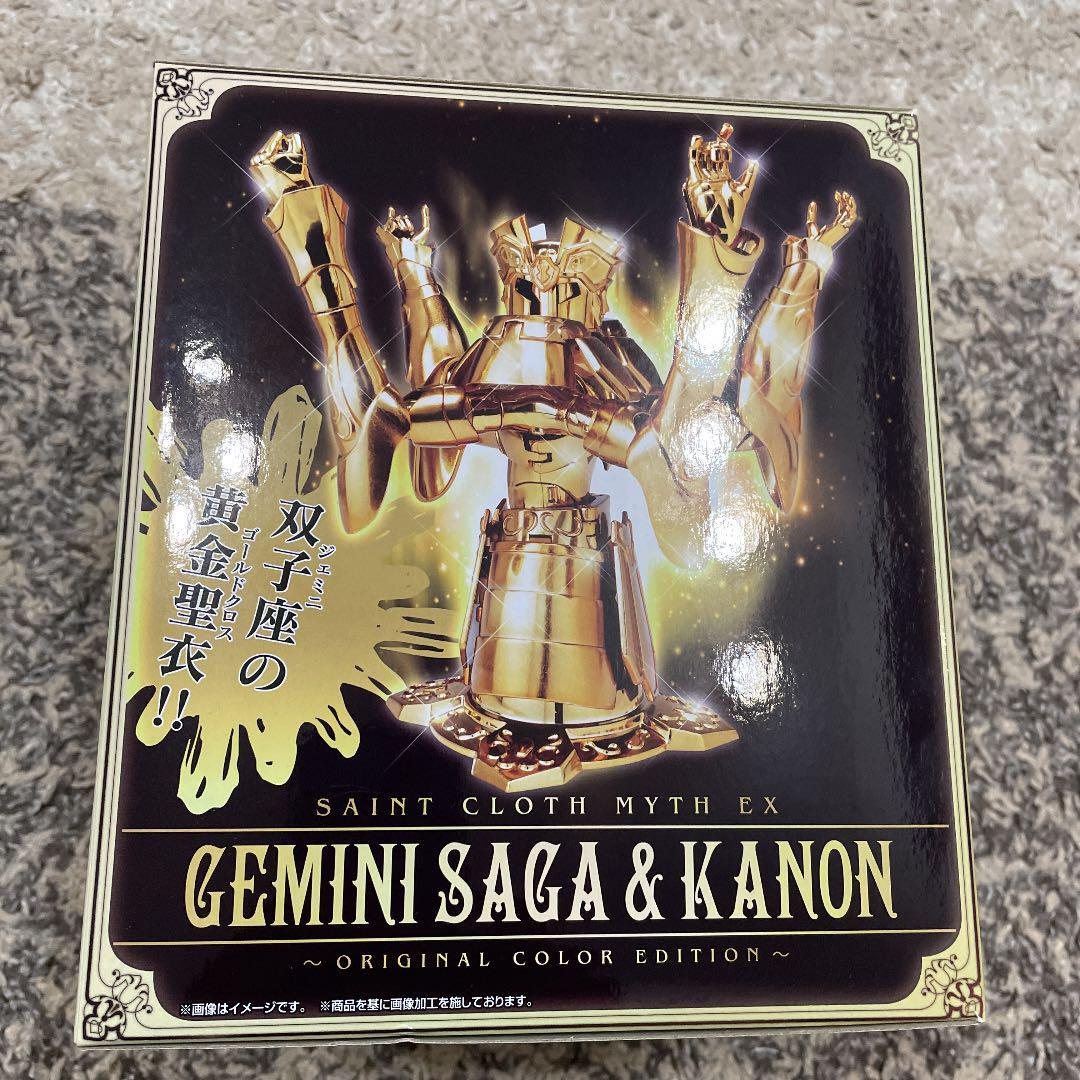 双子座の
ジェミニ
黄金聖衣!!
ゴールドクロス
SAINT CLOTH MYTH EX
GEMINI SAGA & KANON
~ ORIGINAL COLOR EDITION ~
※画像はイメージです。 ※商品を基に画像加工を施しております。